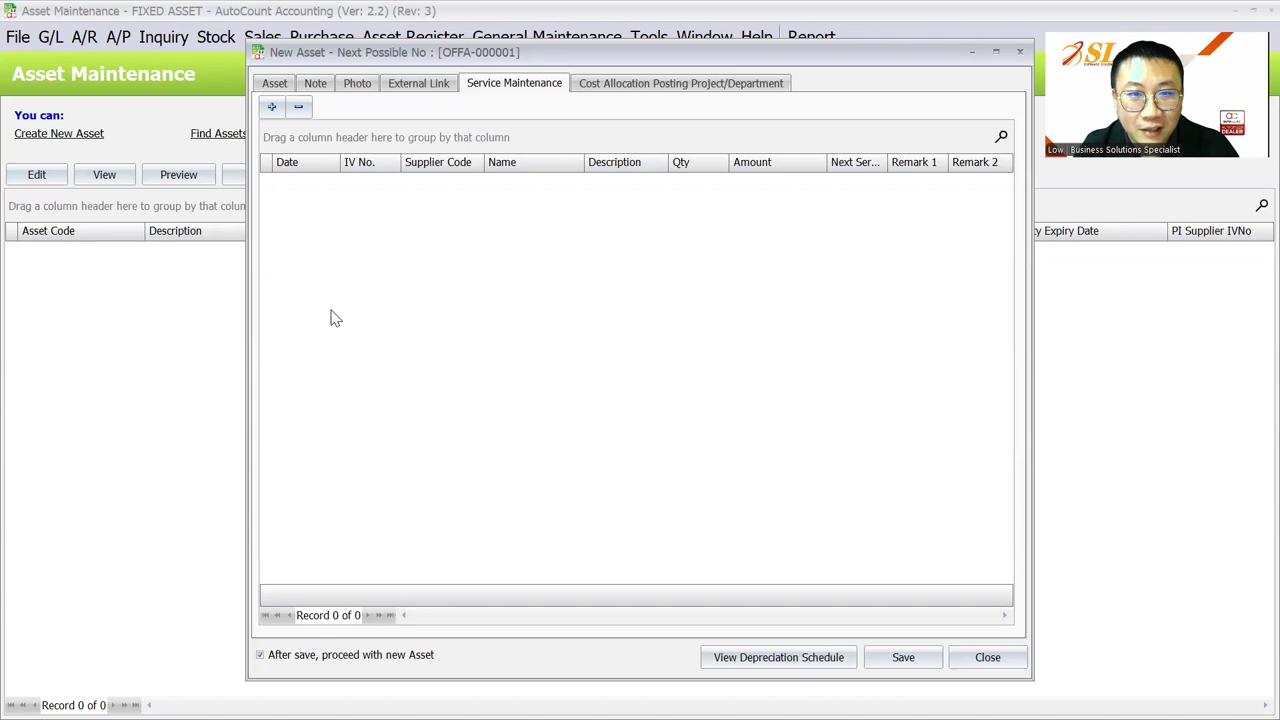 Asset Maintenance - FIXED ASSET - AutoCount Accounting (Ver: 2.2) (Rev: 3)
File G/L A/R A/P Inquiry Stock Sales Purchase Asset Register General Maintenance Tools Window Help Report
Asset Maintenance
You can:
Create New Asset
Find Assets
Edit
View
Preview
Drag a column header here to group by that colum
Asset Code
Description
y Expiry Date
PI Supplier IVNo
Record 0 of 0
New Asset - Next Possible No : [OFFA-000001]
Asset
Note
Photo
External Link
Service Maintenance
Cost Allocation Posting Project/Department
Drag a column header here to group by that column
Date
IV No.
Supplier Code
Name
Description
Qty
Amount
Next Ser...
Remark 1
Remark 2
Record 0 of 0
After save, proceed with new Asset
View Depreciation Schedule
Save
Close
DEALER
Low | Business Solutions Specialist